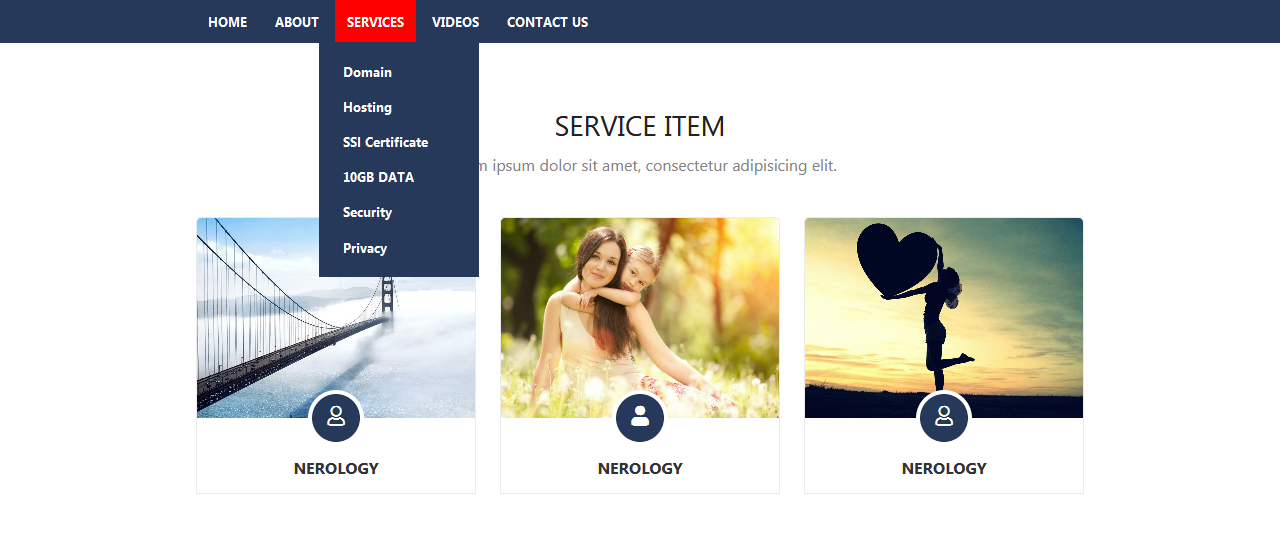 HOME ABOUT SERVICES VIDEOS CONTACT US
Domain
Hosting
SSI Certificate
10GB DATA
Security
Privacy
SERVICE ITEM
ipsum dolor sit amet, consectetur adipisicing elit.
NEROLOGY NEROLOGY NEROLOGY